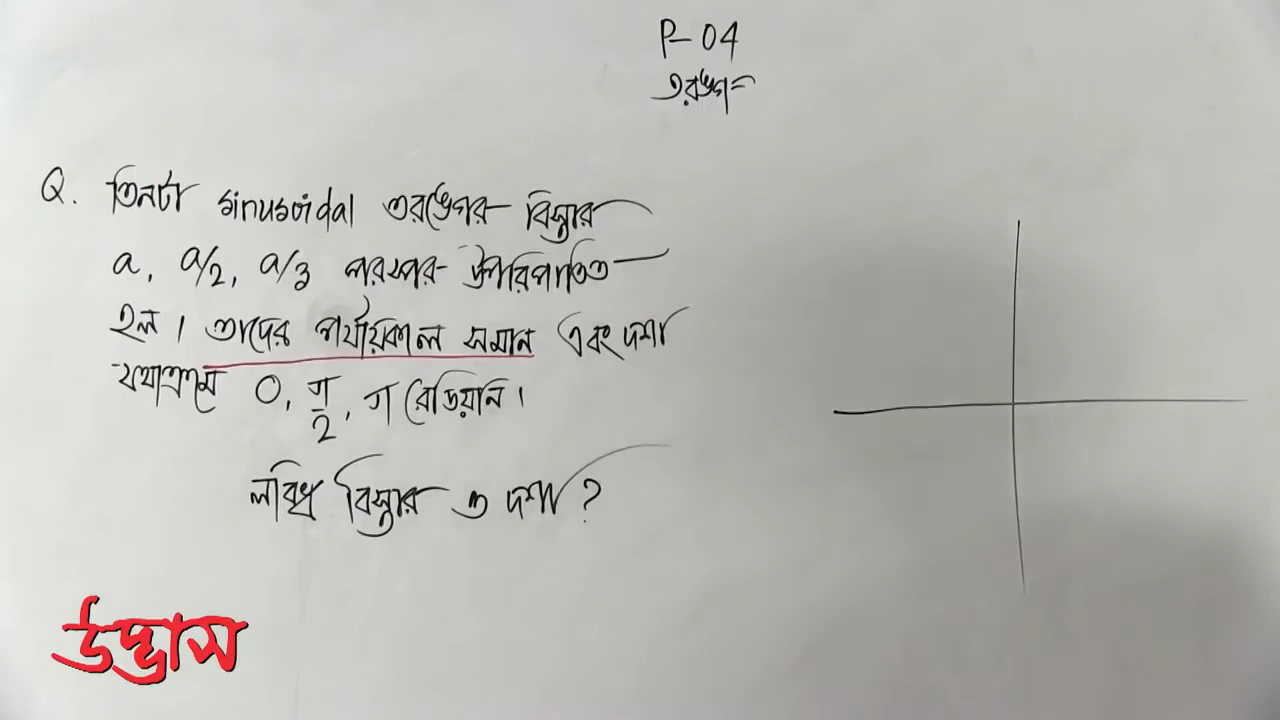 P-04
তরঙ্গ
Q. তিনটা sinusoidal তরঙ্গের বিস্তার
a, a/2, a/3 পরস্পর উপরিপাতিত
হল। তাদের পর্যায়কাল সমান এবং দশা
যথাক্রমে 0, π/2, π রেডিয়ান।
লব্ধি বিস্তার ও দশা?
উদ্ভাস